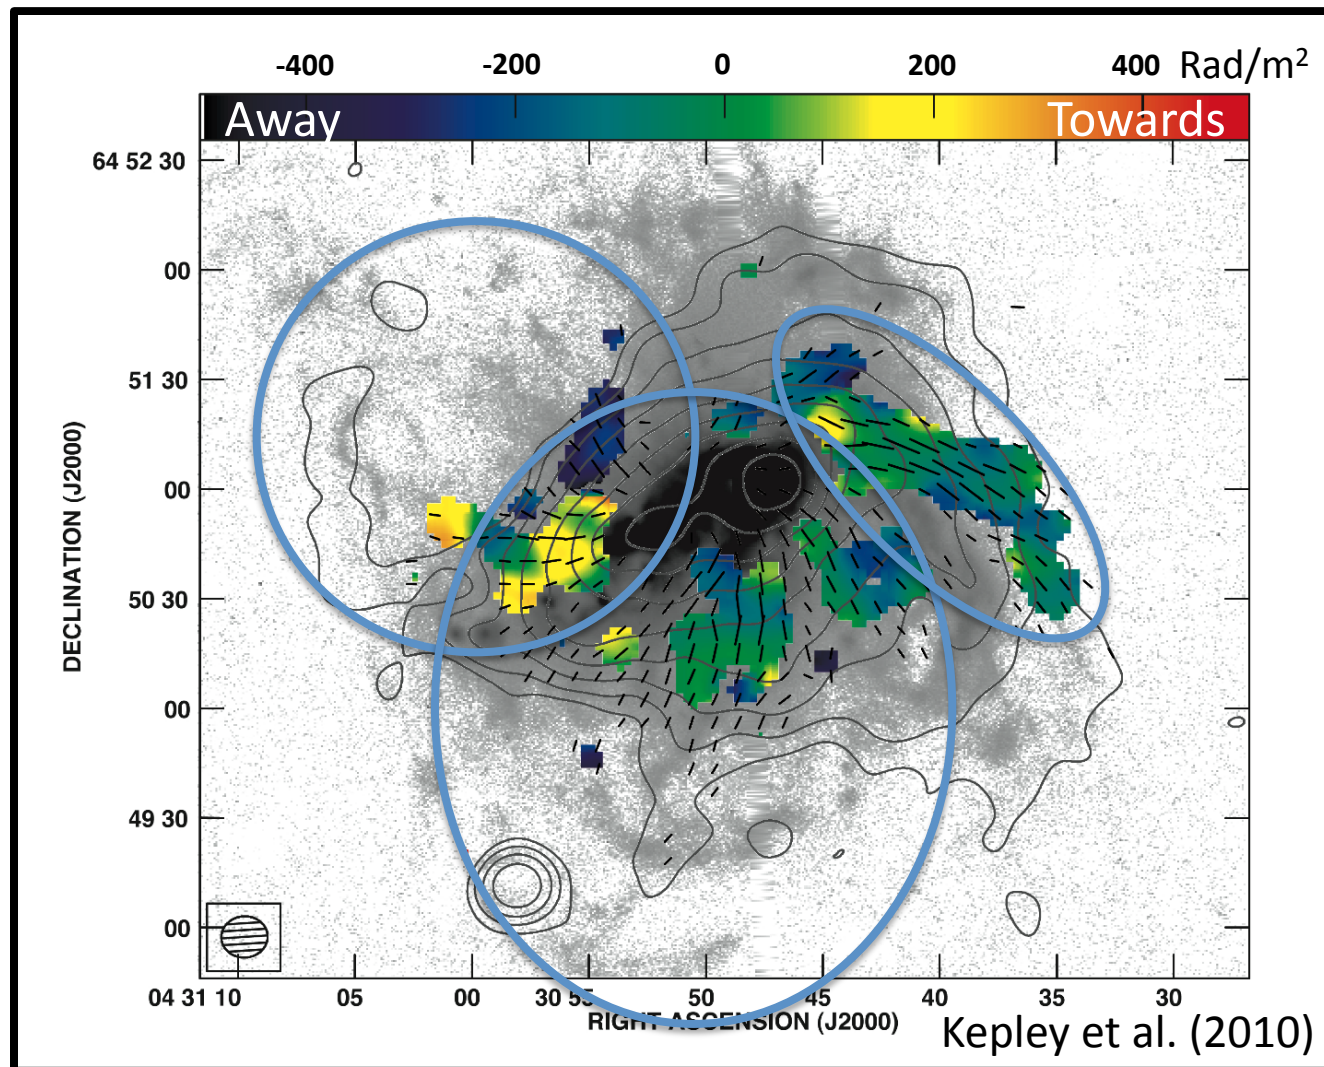 -400 -200 0 200 400 Rad/m²
Away Towards
64 52 30
00
51 30
00
50 30
00
49 30
00
DECLINATION (J2000)
04 31 10 05 00 30 55 50 45 40 35 30
RIGHT ASCENSION (J2000)
Kepley et al. (2010)